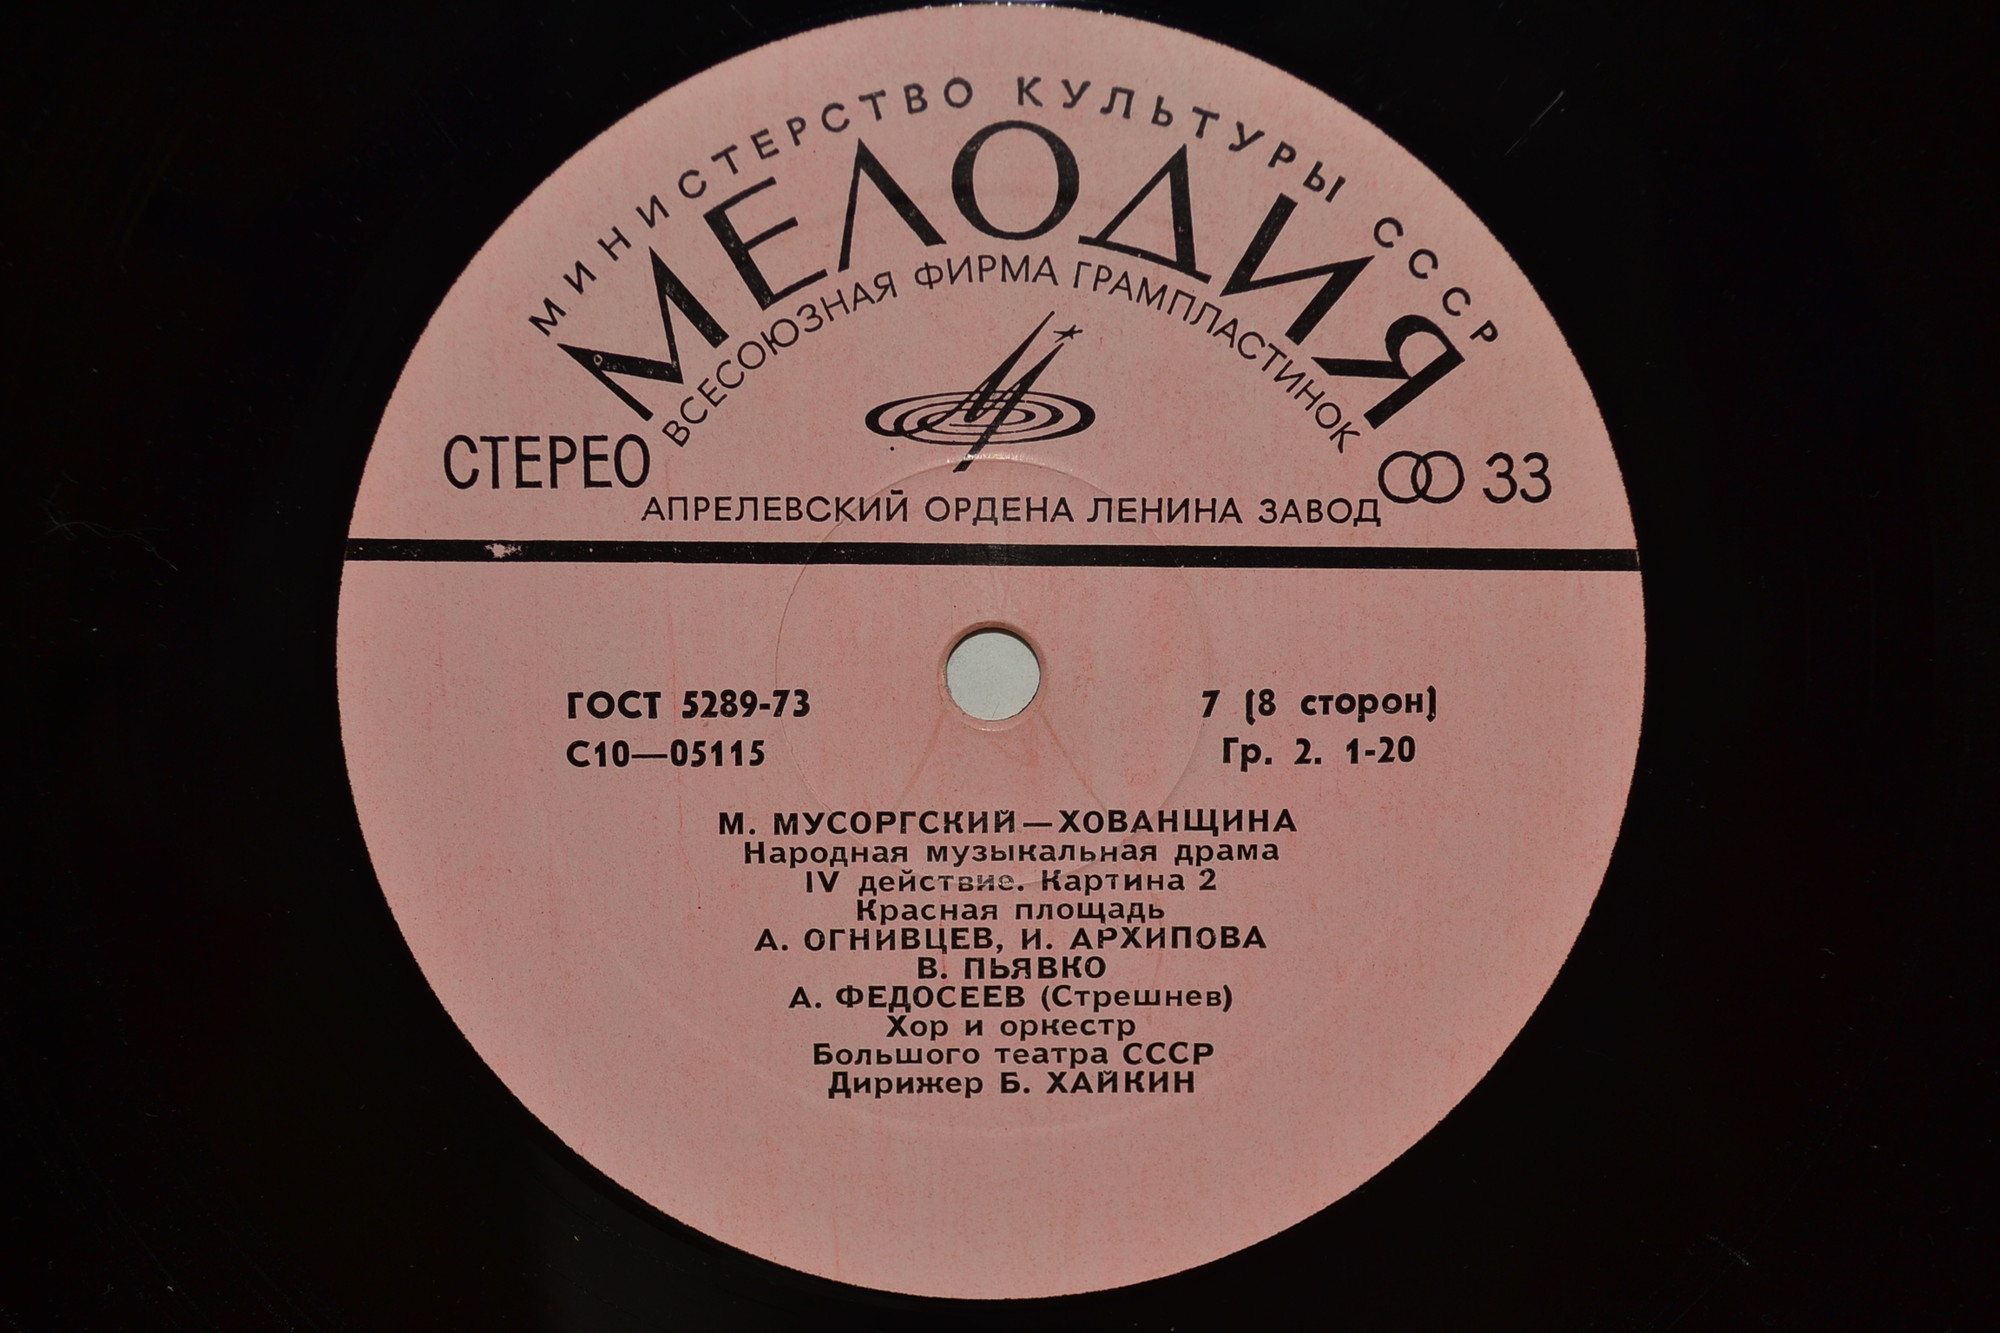 МИНИСТЕРСТВО КУЛЬТУРЫ СССР
МЕЛОДИЯ
ВСЕСОЮЗНАЯ ФИРМА ГРАМПЛАСТИНОК
СТЕРЕО
33
АПРЕЛЕВСКИЙ ОРДЕНА ЛЕНИНА ЗАВОД
ГОСТ 5289-73
7 (8 сторон)
С10—05115
Гр. 2. 1-20
М. МУСОРГСКИЙ — ХОВАНЩИНА
Народная музыкальная драма
IV действие. Картина 2
Красная площадь
А. ОГНИВЦЕВ, И. АРХИПОВА
В. ПЬЯВКО
А. ФЕДОСЕЕВ (Стрешнев)
Хор и оркестр
Большого театра СССР
Дирижер Б. ХАЙКИН